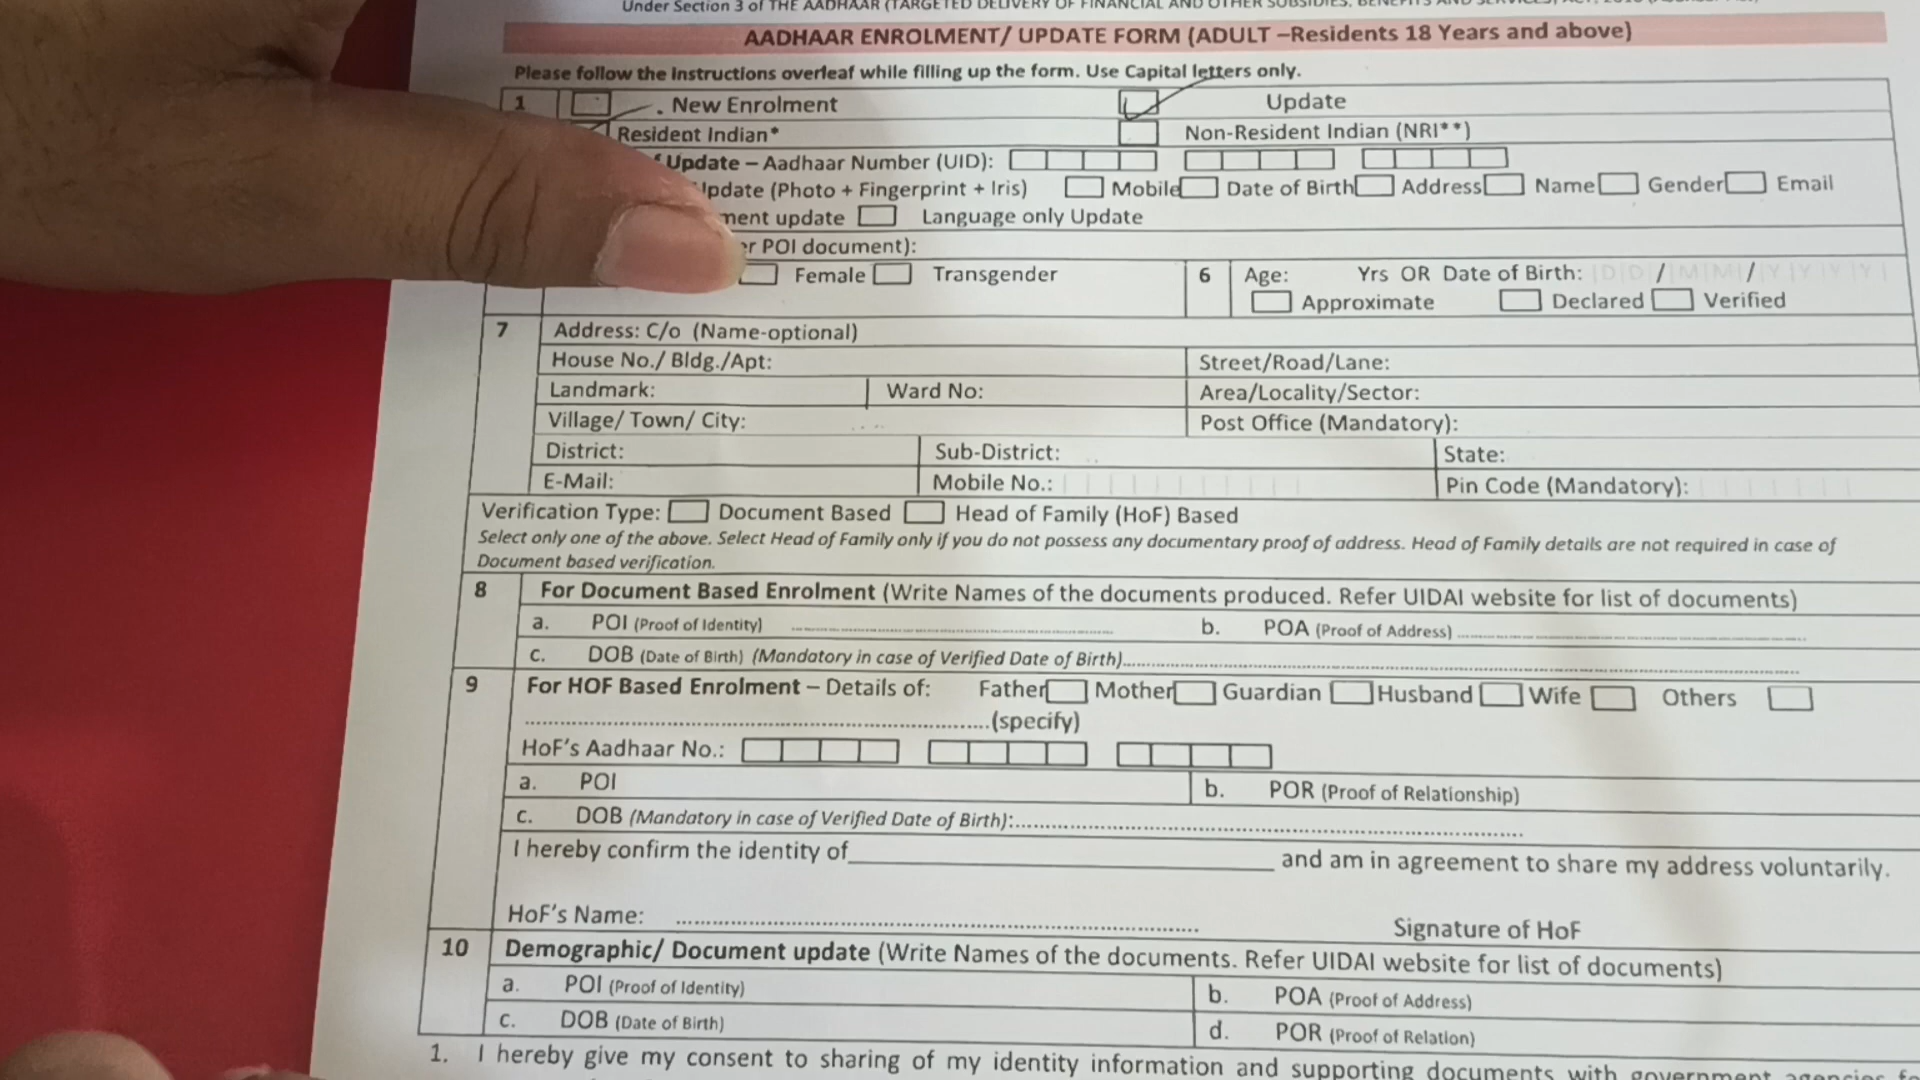 Under Section 3 of THE AADHAAR (TARGETED DELIVERY OF FINANCIAL AND OTHER SUBSIDIES, BENEFITS AND SERVICES, ACT, 2016
AADHAAR ENROLMENT/ UPDATE FORM (ADULT –Residents 18 Years and above)
Please follow the Instructions overleaf while filling up the form. Use Capital letters only.
1 New Enrolment Update
Resident Indian* Non-Resident Indian (NRI**)
Update – Aadhaar Number (UID):
Update (Photo + Fingerprint + Iris) Mobile Date of Birth Address Name Gender Email
update Language only Update
POI document):
Female Transgender 6 Age: Yrs OR Date of Birth: DD/MM/YYYY
Approximate Declared Verified
7 Address: C/o (Name-optional)
House No./ Bldg./Apt: Street/Road/Lane:
Landmark: Ward No: Area/Locality/Sector:
Village/ Town/ City: Post Office (Mandatory):
District: Sub-District: State:
E-Mail: Mobile No.: Pin Code (Mandatory):
Verification Type: Document Based Head of Family (HoF) Based
Select only one of the above. Select Head of Family only if you do not possess any documentary proof of address. Head of Family details are not required in case of
Document based verification.
8 For Document Based Enrolment (Write Names of the documents produced. Refer UIDAI website for list of documents)
a. POI (Proof of Identity) b. POA (Proof of Address)
c. DOB (Date of Birth) (Mandatory in case of Verified Date of Birth)
9 For HOF Based Enrolment – Details of: Father Mother Guardian Husband Wife Others
(specify)
HoF's Aadhaar No.:
a. POI b. POR (Proof of Relationship)
c. DOB (Mandatory in case of Verified Date of Birth):
I hereby confirm the identity of and am in agreement to share my address voluntarily.
HoF's Name: Signature of HoF
10 Demographic/ Document update (Write Names of the documents. Refer UIDAI website for list of documents)
a. POI (Proof of Identity) b. POA (Proof of Address)
c. DOB (Date of Birth) d. POR (Proof of Relation)
1. I hereby give my consent to sharing of my identity information and supporting documents with government agencies